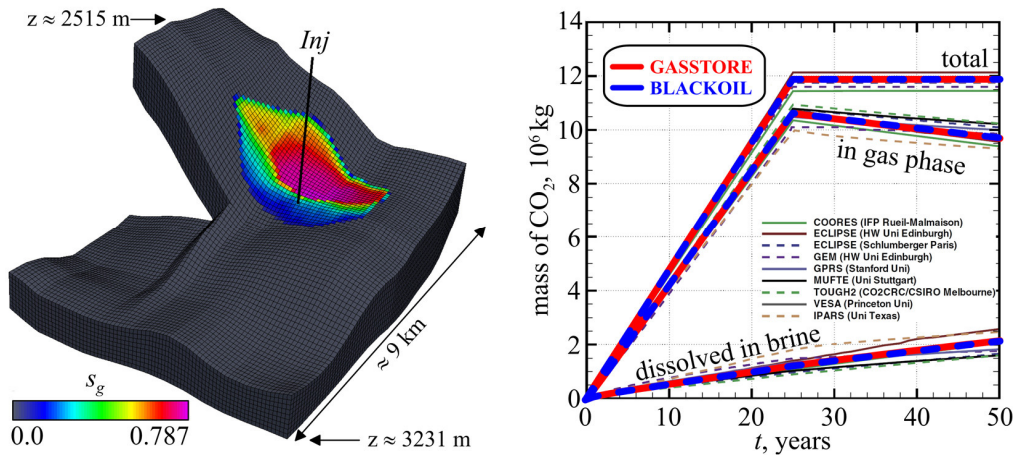 z ≈ 2515 m
Inj
≈ 9 km
s_g
0.0 0.787
z ≈ 3231 m
mass of CO₂, 10⁶ kg
14
12
10
8
6
4
2
0
GASSTORE
BLACKOIL
total
in gas phase
COORES (IFP Rueil-Malmaison)
ECLIPSE (HW Uni Edinburgh)
ECLIPSE (Schlumberger Paris)
GEM (HW Uni Edinburgh)
GPRS (Stanford Uni)
MUFTE (Uni Stuttgart)
TOUGH2 (CO2CRC/CSIRO Melbourne)
VESA (Princeton Uni)
IPARS (Uni Texas)
dissolved in brine
0 10 20 30 40 50
t, years